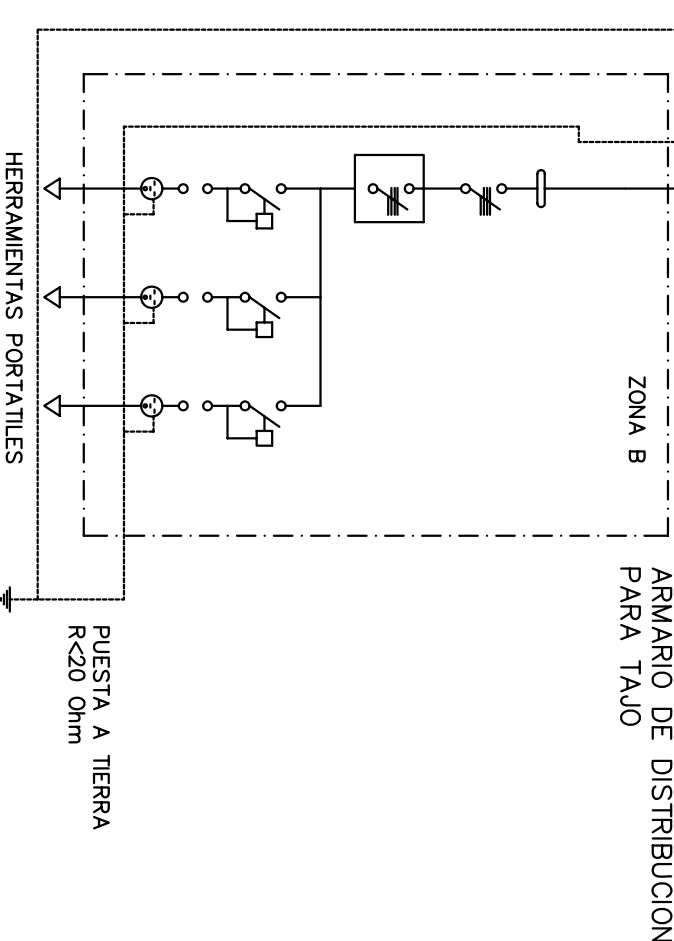 ARMARIO DE DISTRIBUCION
PARA TAJO
ZONA B
PUESTA A TIERRA
R<20 Ohm
HERRAMIENTAS PORTATILES